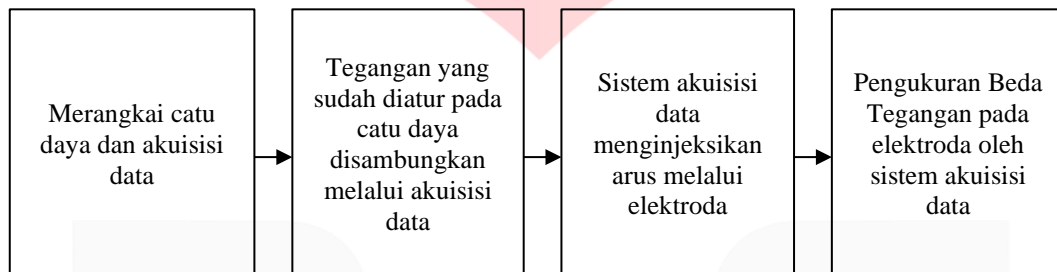 Merangkai catu
daya dan akuisisi
data
Tegangan yang
sudah diatur pada
catu daya
disambungkan
melalui akuisisi
data
Sistem akuisisi
data
menginjeksikan
arus melalui
elektroda
Pengukuran Beda
Tegangan pada
elektroda oleh
sistem akuisisi
data